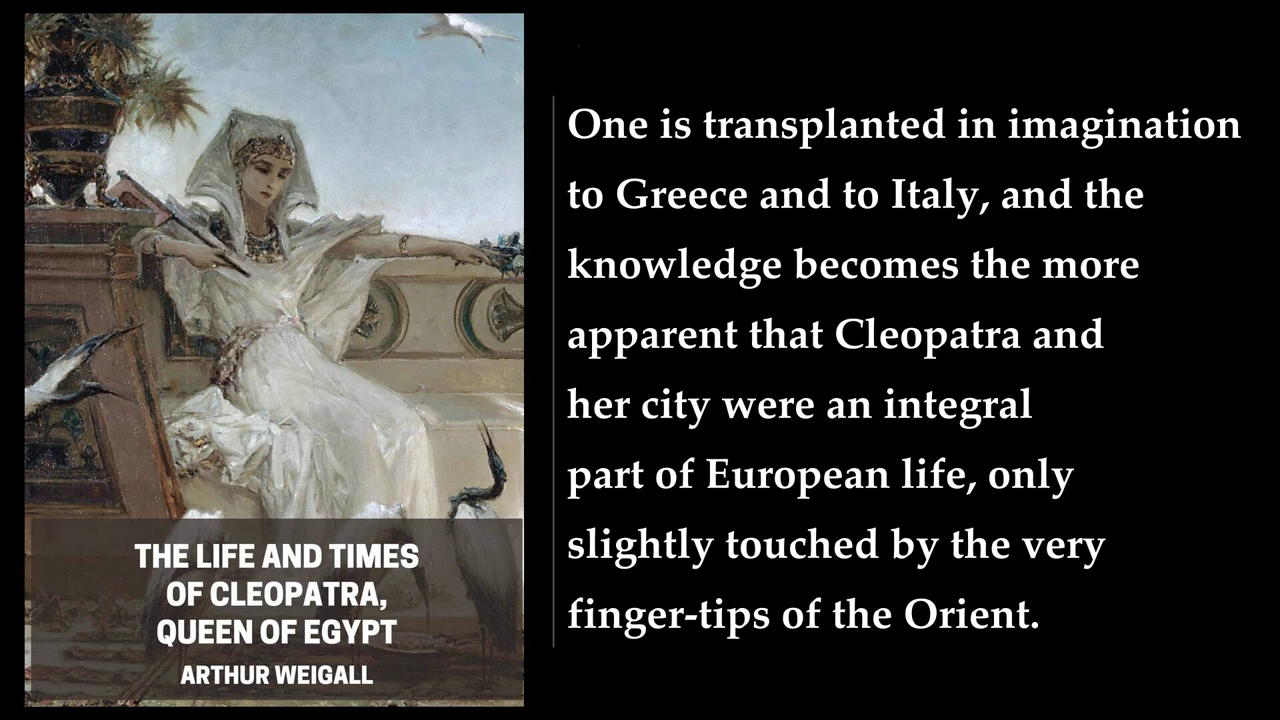 THE LIFE AND TIMES
OF CLEOPATRA,
QUEEN OF EGYPT
ARTHUR WEIGALL
One is transplanted in imagination
to Greece and to Italy, and the
knowledge becomes the more
apparent that Cleopatra and
her city were an integral
part of European life, only
slightly touched by the very
finger-tips of the Orient.